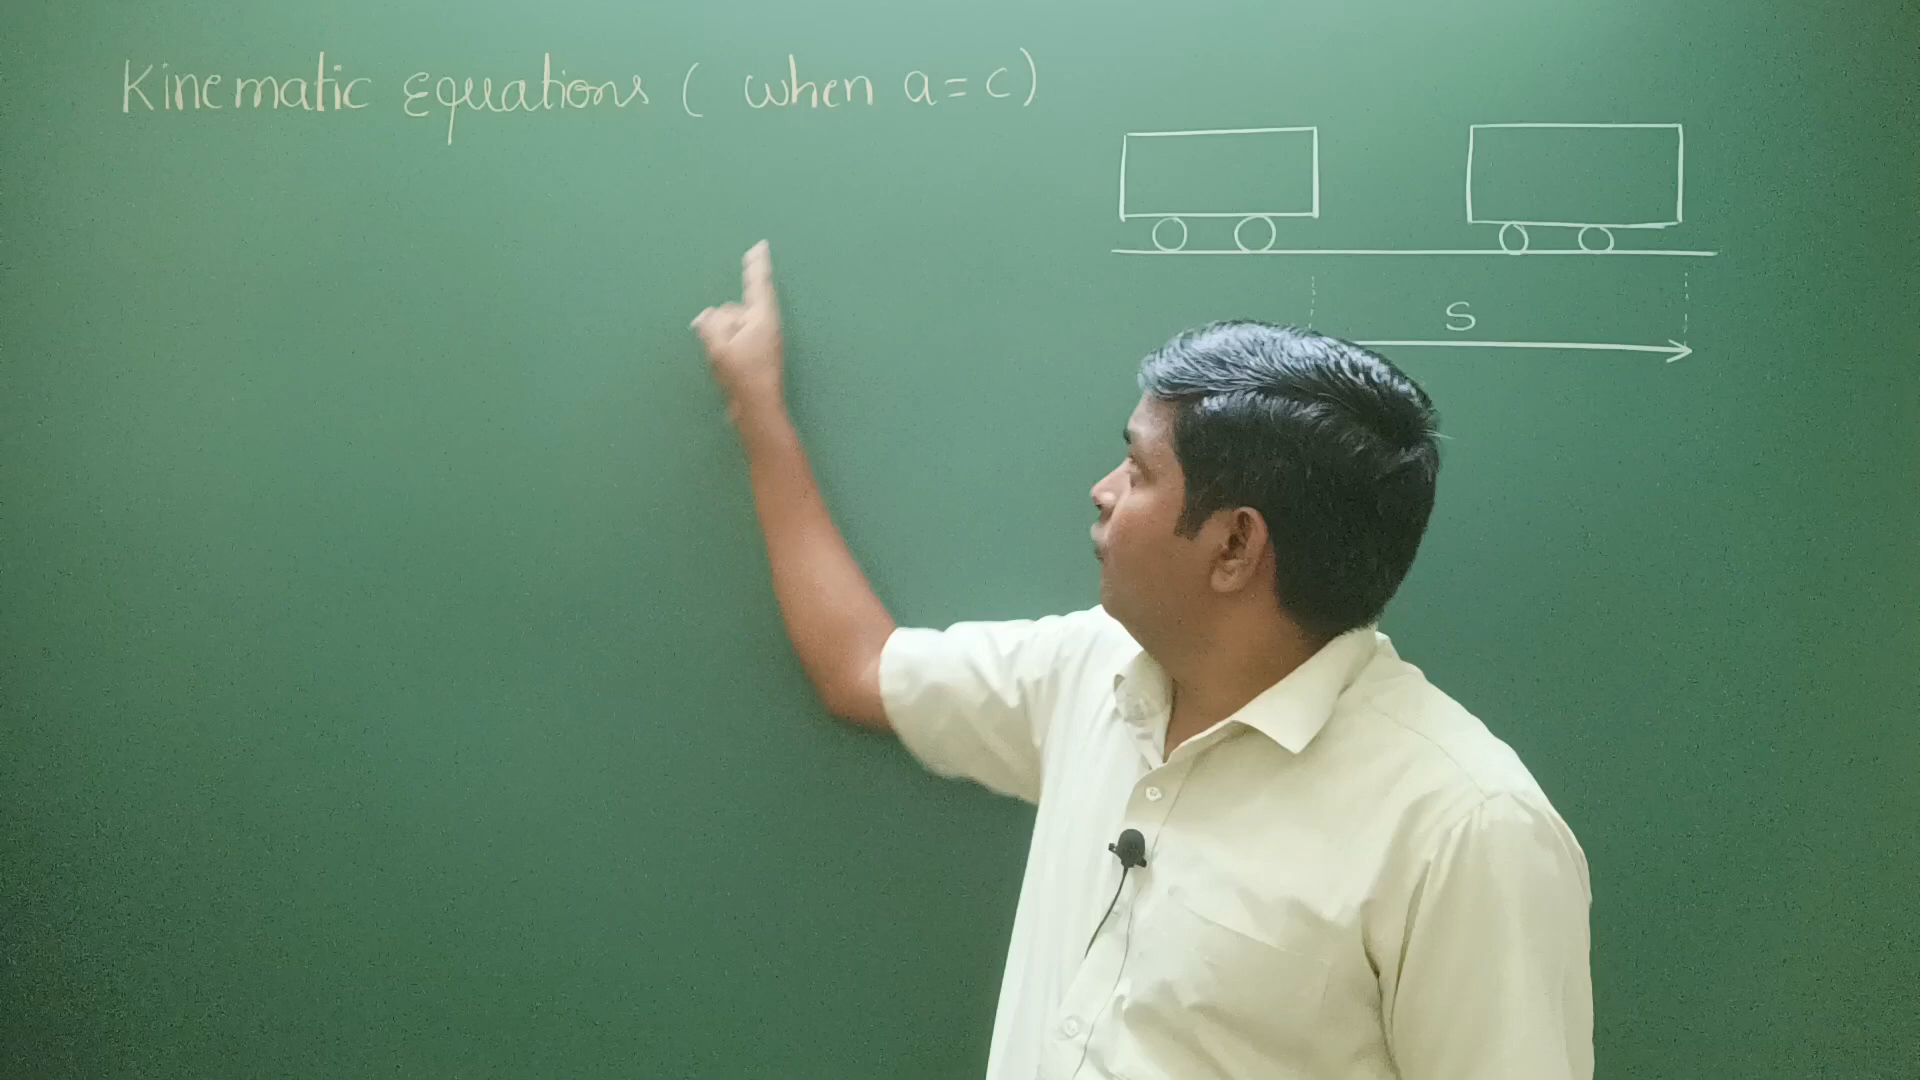 Kinematic Equations ( when a = c )
S